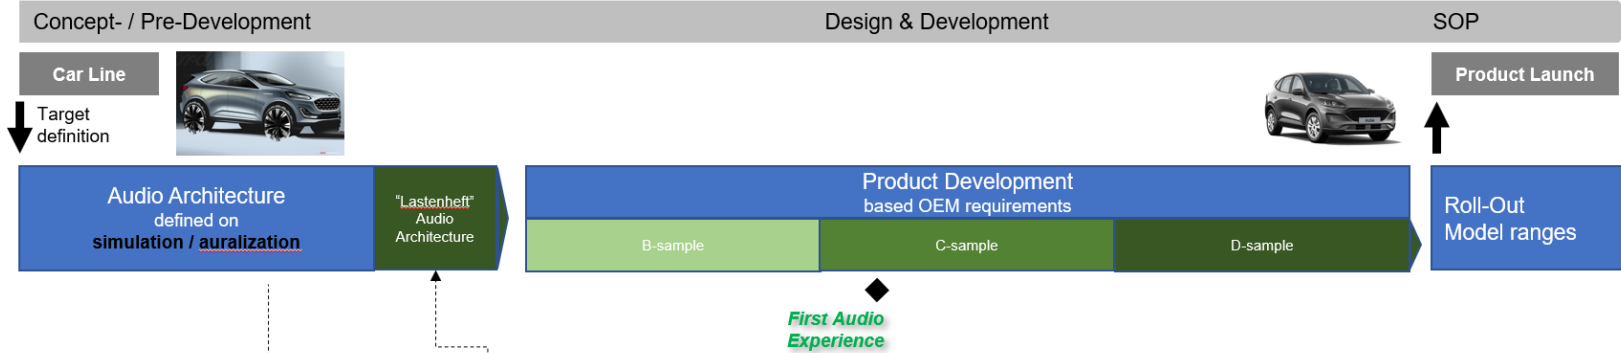 Concept- / Pre-Development
Design & Development
SOP
Car Line
Product Launch
Target
definition
Audio Architecture
defined on
simulation / auralization
"Lastenheft"
Audio
Architecture
Product Development
based OEM requirements
B-sample
C-sample
D-sample
Roll-Out
Model ranges
First Audio
Experience